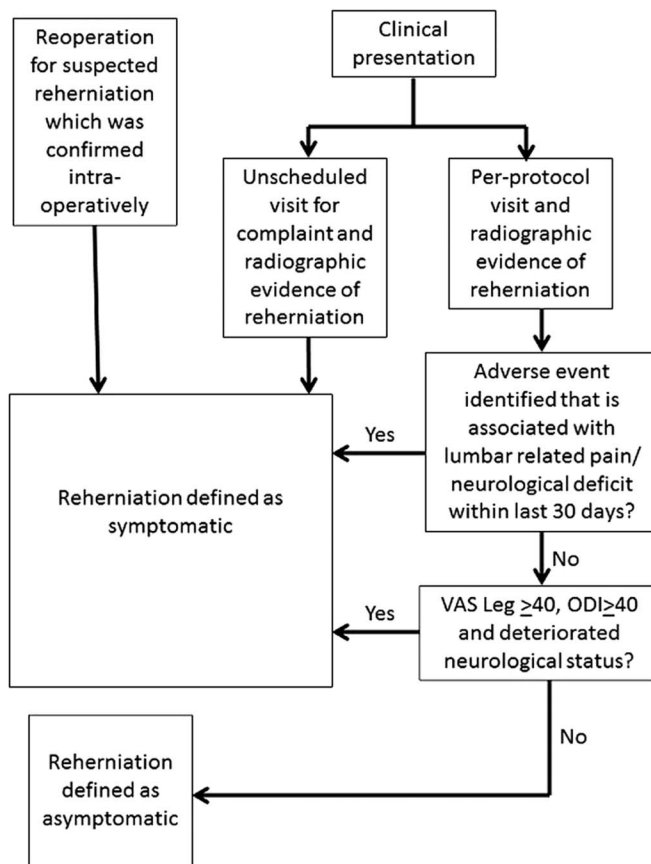 Reoperation
for suspected
reherniation
which was
confirmed
intra-
operatively
Clinical
presentation
Unscheduled
visit for
complaint and
radiographic
evidence of
reherniation
Per-protocol
visit and
radiographic
evidence of
reherniation
Adverse event
identified that is
associated with
lumbar related pain/
neurological deficit
within last 30 days?
Yes
Reherniation defined as
symptomatic
No
VAS Leg ≥40, ODI≥40
and deteriorated
neurological status?
Yes
No
Reherniation
defined as
asymptomatic